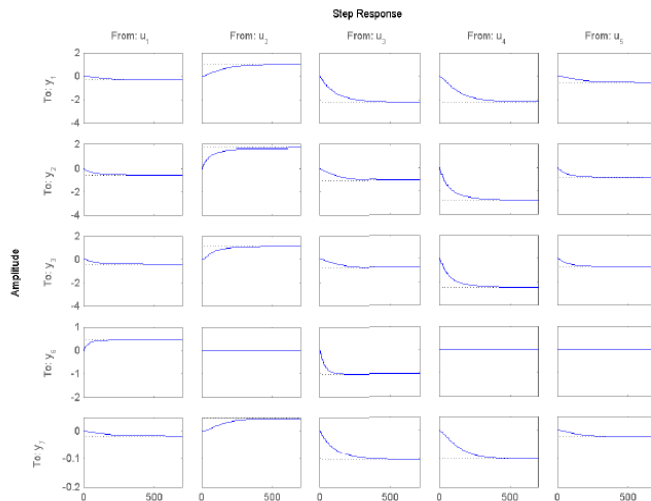 Step Response
From: u1 From: u2 From: u3 From: u4 From: u5
To: y1
2
0
-2
-4
To: y2
2
0
-2
-4
Amplitude
To: y3
2
0
-2
-4
To: y6
1
0
-1
-2
To: y7
0
-0.1
-0.2
0 500 0 500 0 500 0 500 0 500